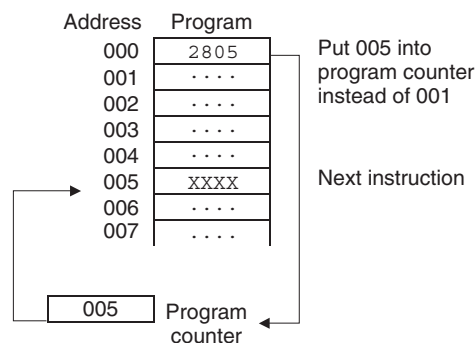 Address Program
000 2805 Put 005 into
001 .... program counter
002 .... instead of 001
003 ....
004 ....
005 XXXX Next instruction
006 ....
007 ....
005 Program
counter